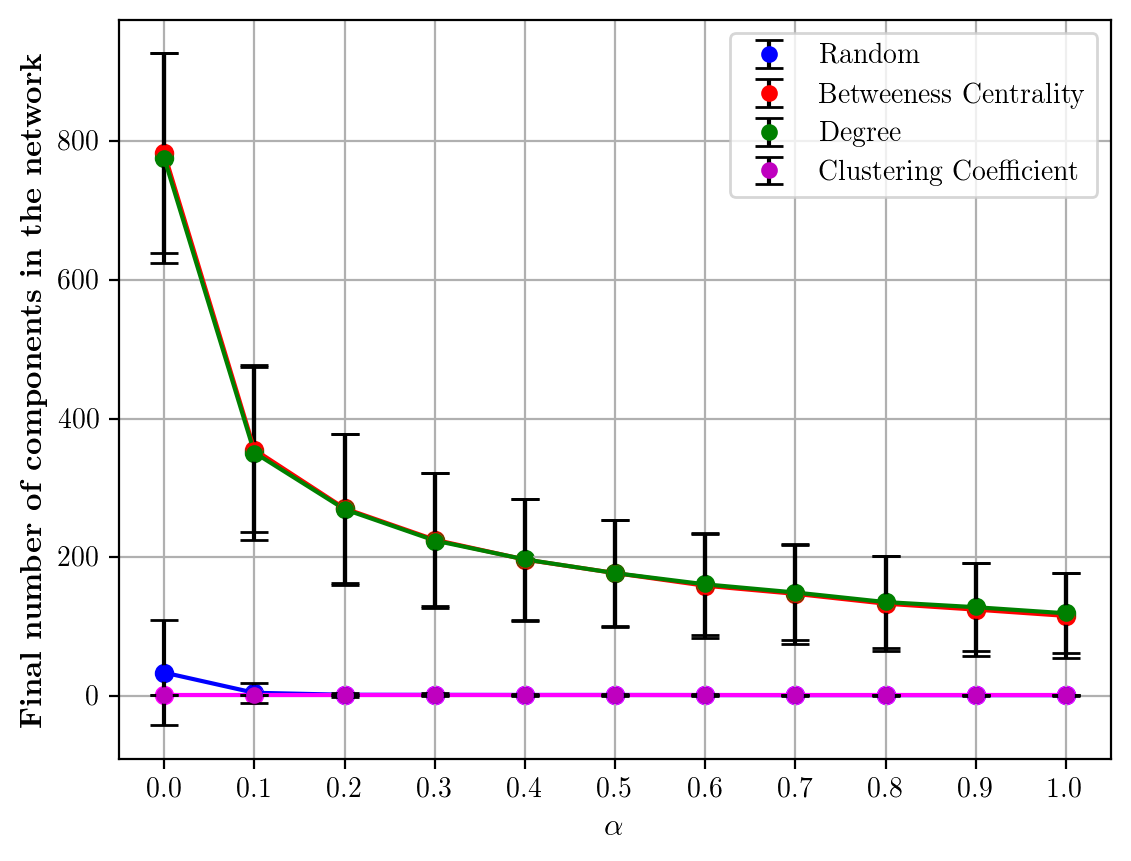 Final number of components in the network
800
600
400
200
0
Random
Betweeness Centrality
Degree
Clustering Coefficient
0.0 0.1 0.2 0.3 0.4 0.5 0.6 0.7 0.8 0.9 1.0
α